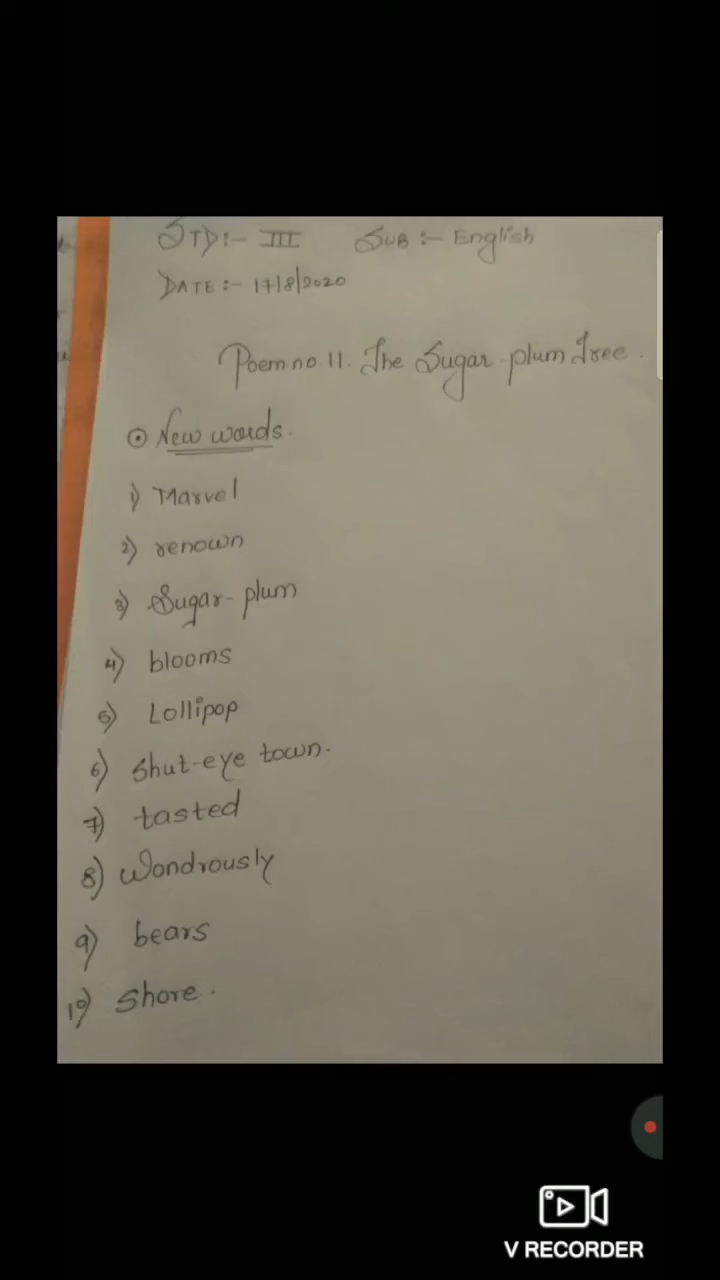 STD:- III SUB :- English
DATE :- 17/8/2020
Poem no 11. The Sugar-plum Tree.
New words.
1) Marvel
2) renown
3) Sugar-plum
4) blooms
5) Lollipop
6) Shut-eye town.
7) tasted
8) Wondrously
9) bears
10) Shore.
V RECORDER